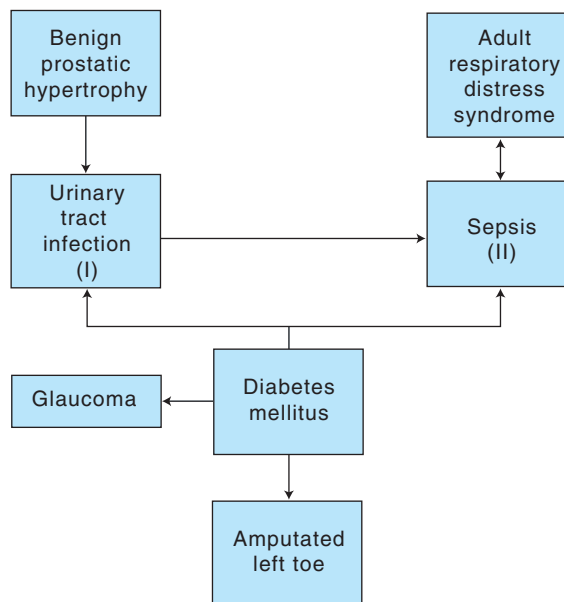 Benign
prostatic
hypertrophy
Adult
respiratory
distress
syndrome
Urinary
tract
infection
(I)
Sepsis
(II)
Glaucoma
Diabetes
mellitus
Amputated
left toe